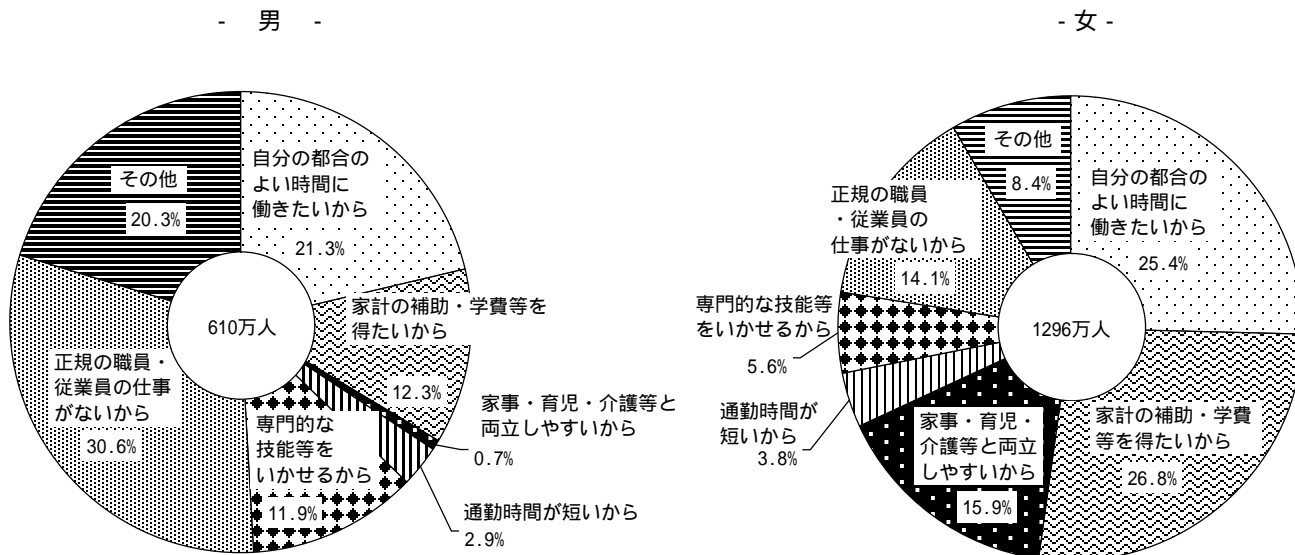 - 男 -
その他
20.3%
自分の都合の
よい時間に
働きたいから
21.3%
610万人
家計の補助・学費等を
得たいから
12.3%
正規の職員・
従業員の仕事
がないから
30.6%
専門的な
技能等を
いかせるから
11.9%
家事・育児・介護等と
両立しやすいから
0.7%
通勤時間が短いから
2.9%
- 女 -
その他
8.4%
自分の都合の
よい時間に
働きたいから
25.4%
正規の職員
・従業員の
仕事がないから
14.1%
専門的な技能等
をいかせるから
5.6%
1296万人
通勤時間が
短いから
3.8%
家事・育児・
介護等と両立
しやすいから
15.9%
家計の補助・学費
等を得たいから
26.8%